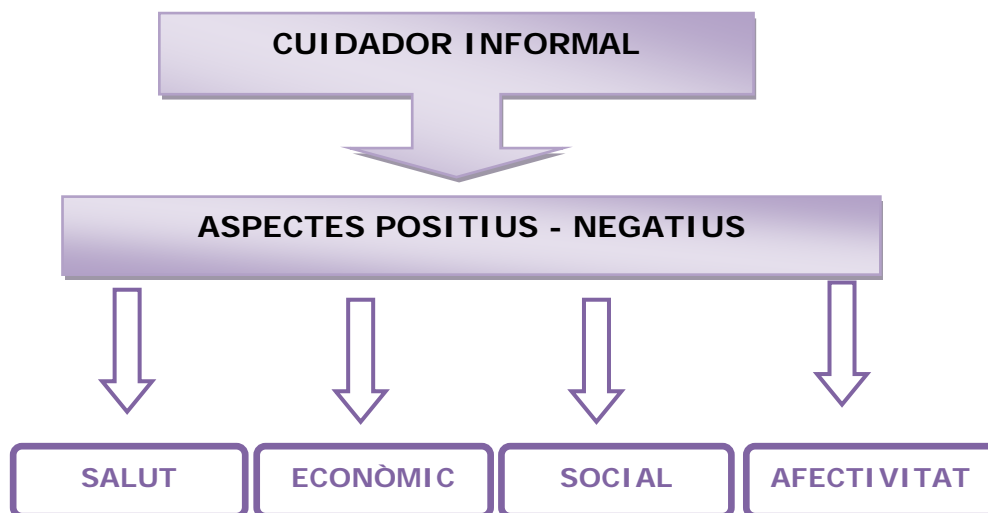 CUIDADOR INFORMAL
ASPECTES POSITIUS - NEGATIUS
SALUT
ECONÒMIC
SOCIAL
AFECTIVITAT